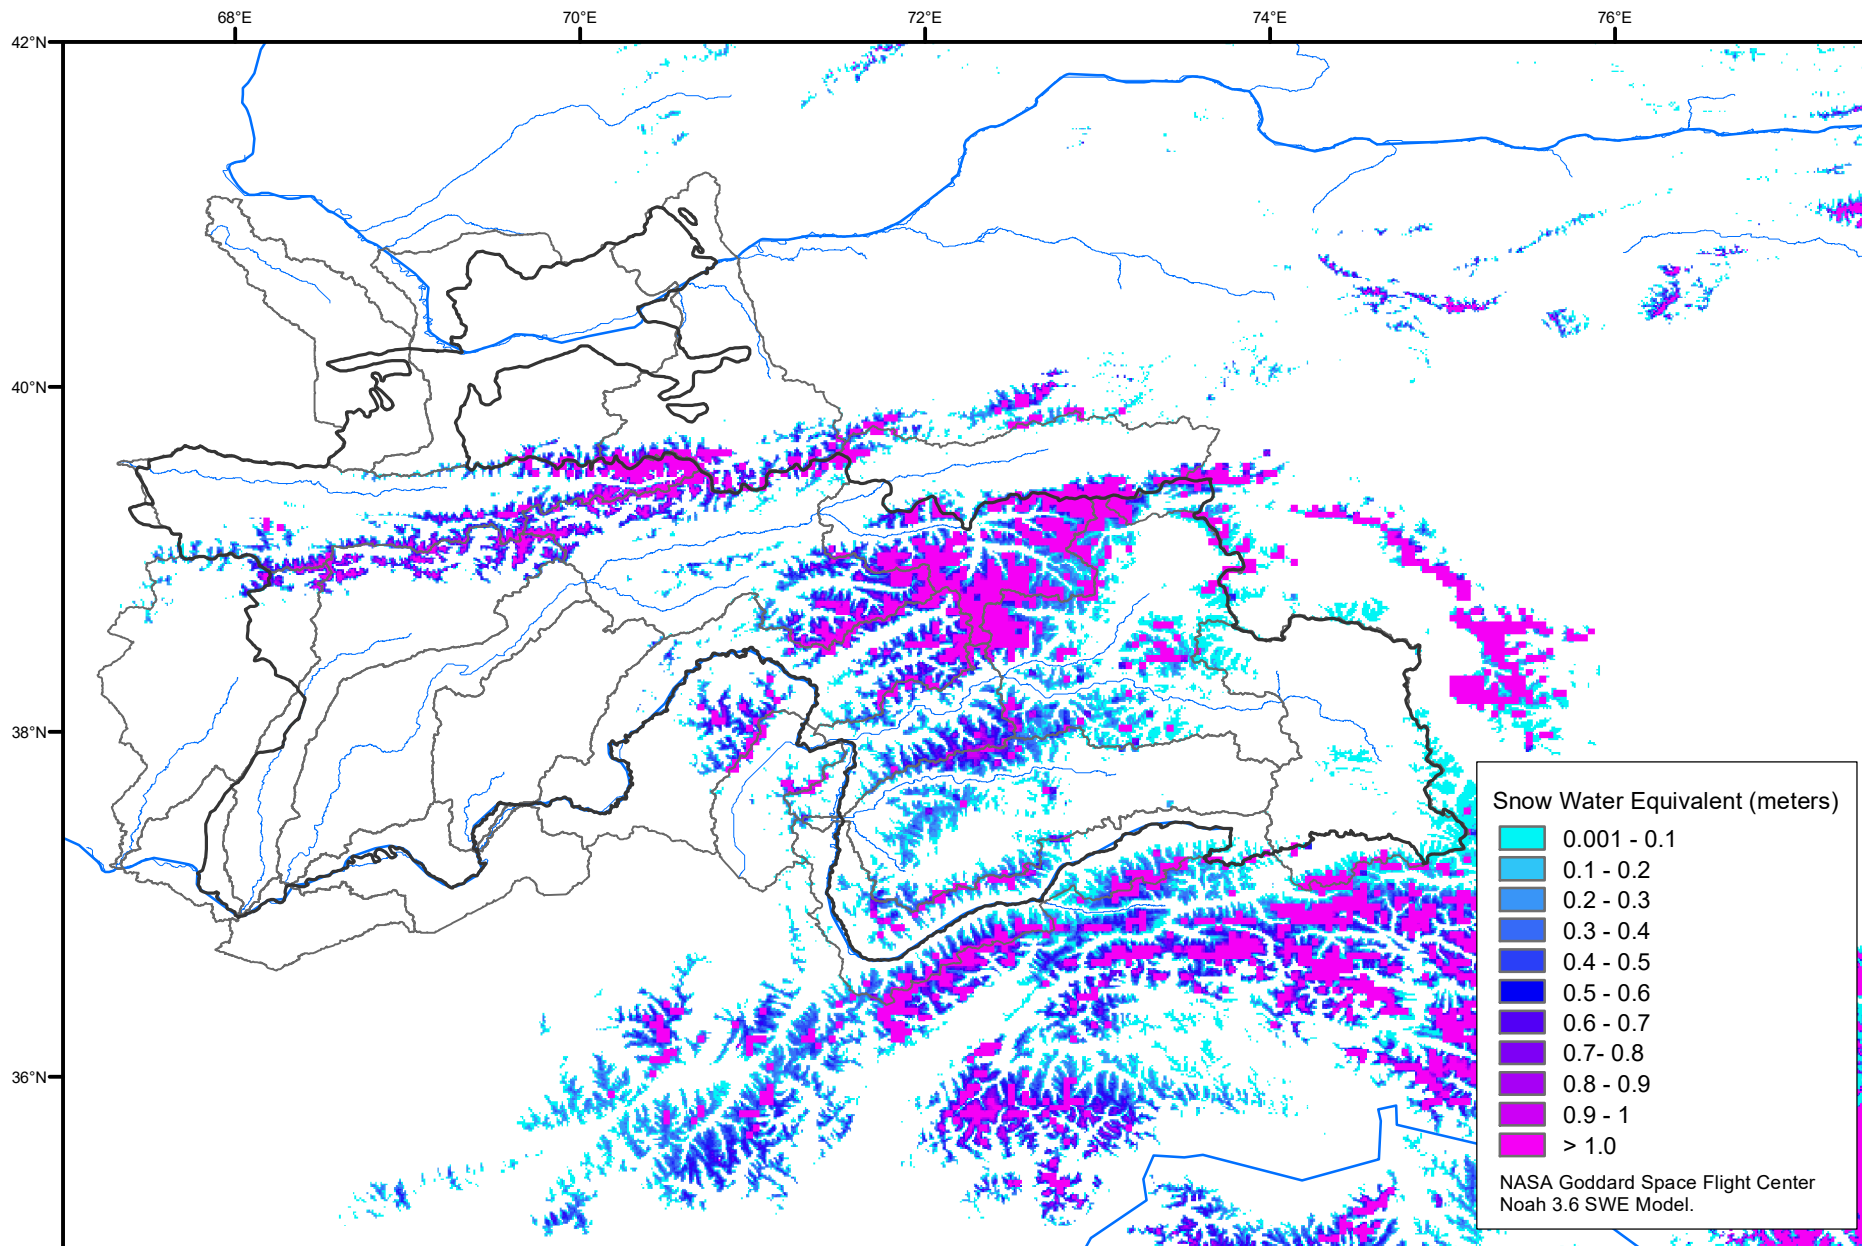 68°E
70°E
72°E
74°E
76°E
42°N
40°N
38°N
36°N
Snow Water Equivalent (meters)
0.001 - 0.1
0.1 - 0.2
0.2 - 0.3
0.3 - 0.4
0.4 - 0.5
0.5 - 0.6
0.6 - 0.7
0.7- 0.8
0.8 - 0.9
0.9 - 1
> 1.0
NASA Goddard Space Flight Center
Noah 3.6 SWE Model.